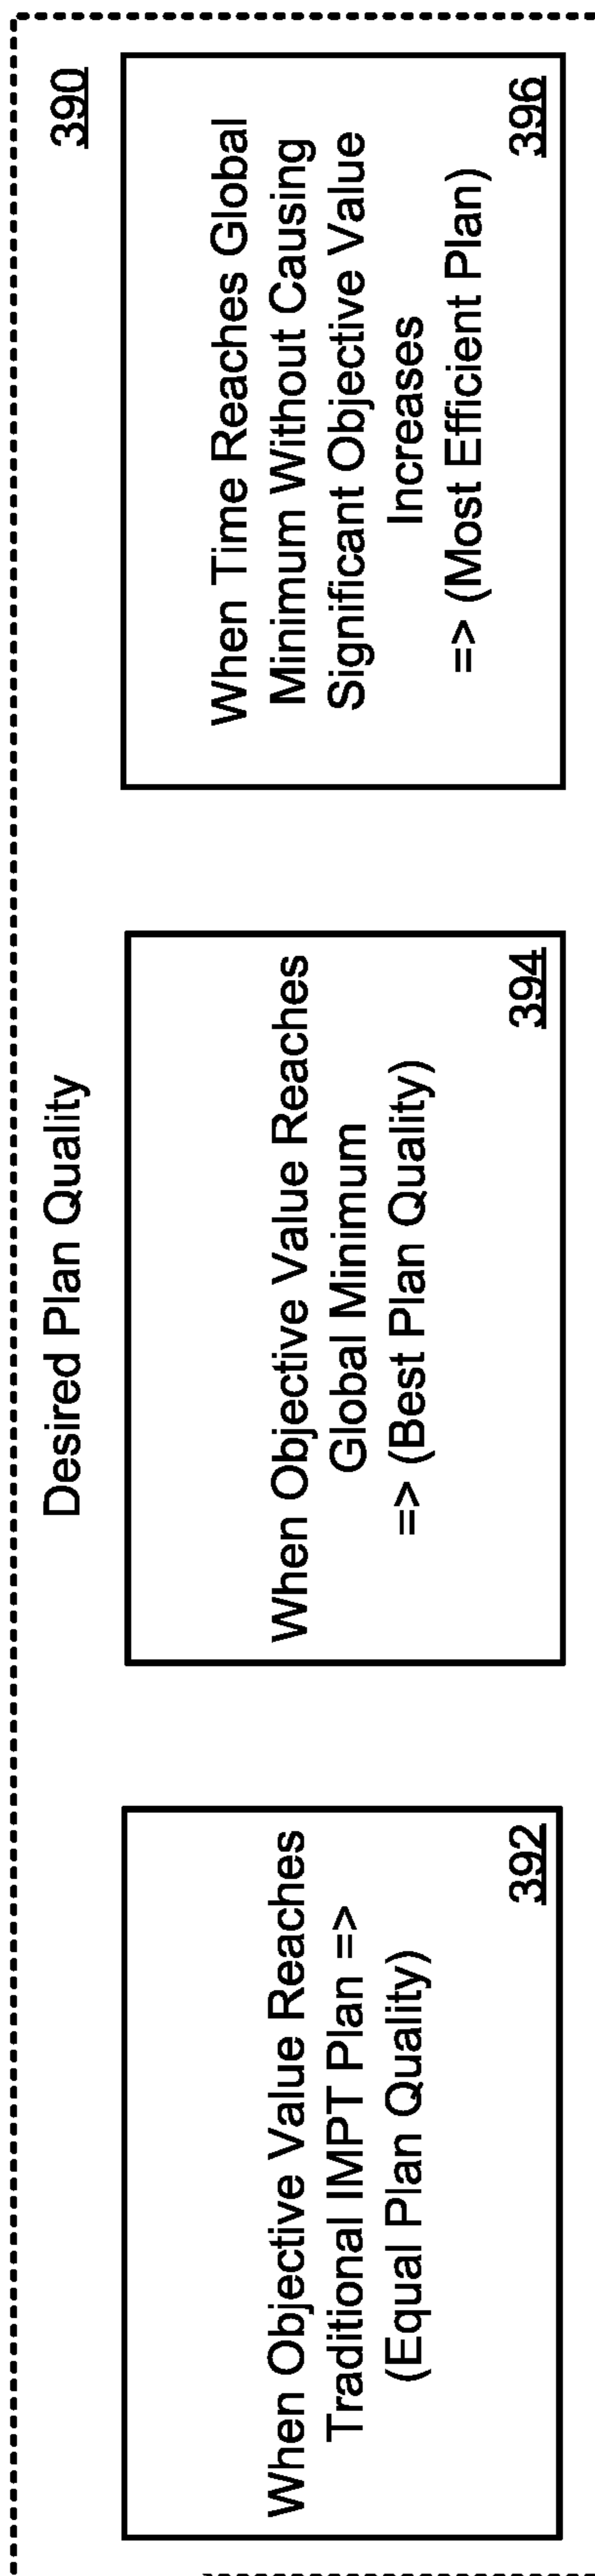 Desired Plan Quality
390
When Objective Value Reaches
Traditional IMPT Plan =>
(Equal Plan Quality)
392
When Objective Value Reaches
Global Minimum
=> (Best Plan Quality)
394
When Time Reaches Global
Minimum Without Causing
Significant Objective Value
Increases
=> (Most Efficient Plan)
396